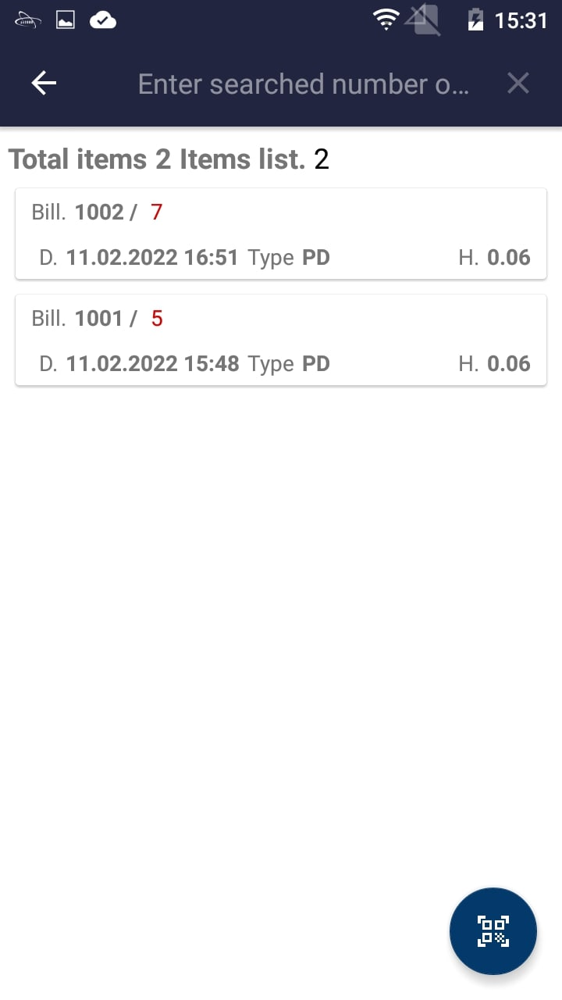 15:31
Enter searched number o...
Total items 2 Items list. 2
Bill. 1002 / 7
D. 11.02.2022 16:51 Type PD H. 0.06
Bill. 1001 / 5
D. 11.02.2022 15:48 Type PD H. 0.06